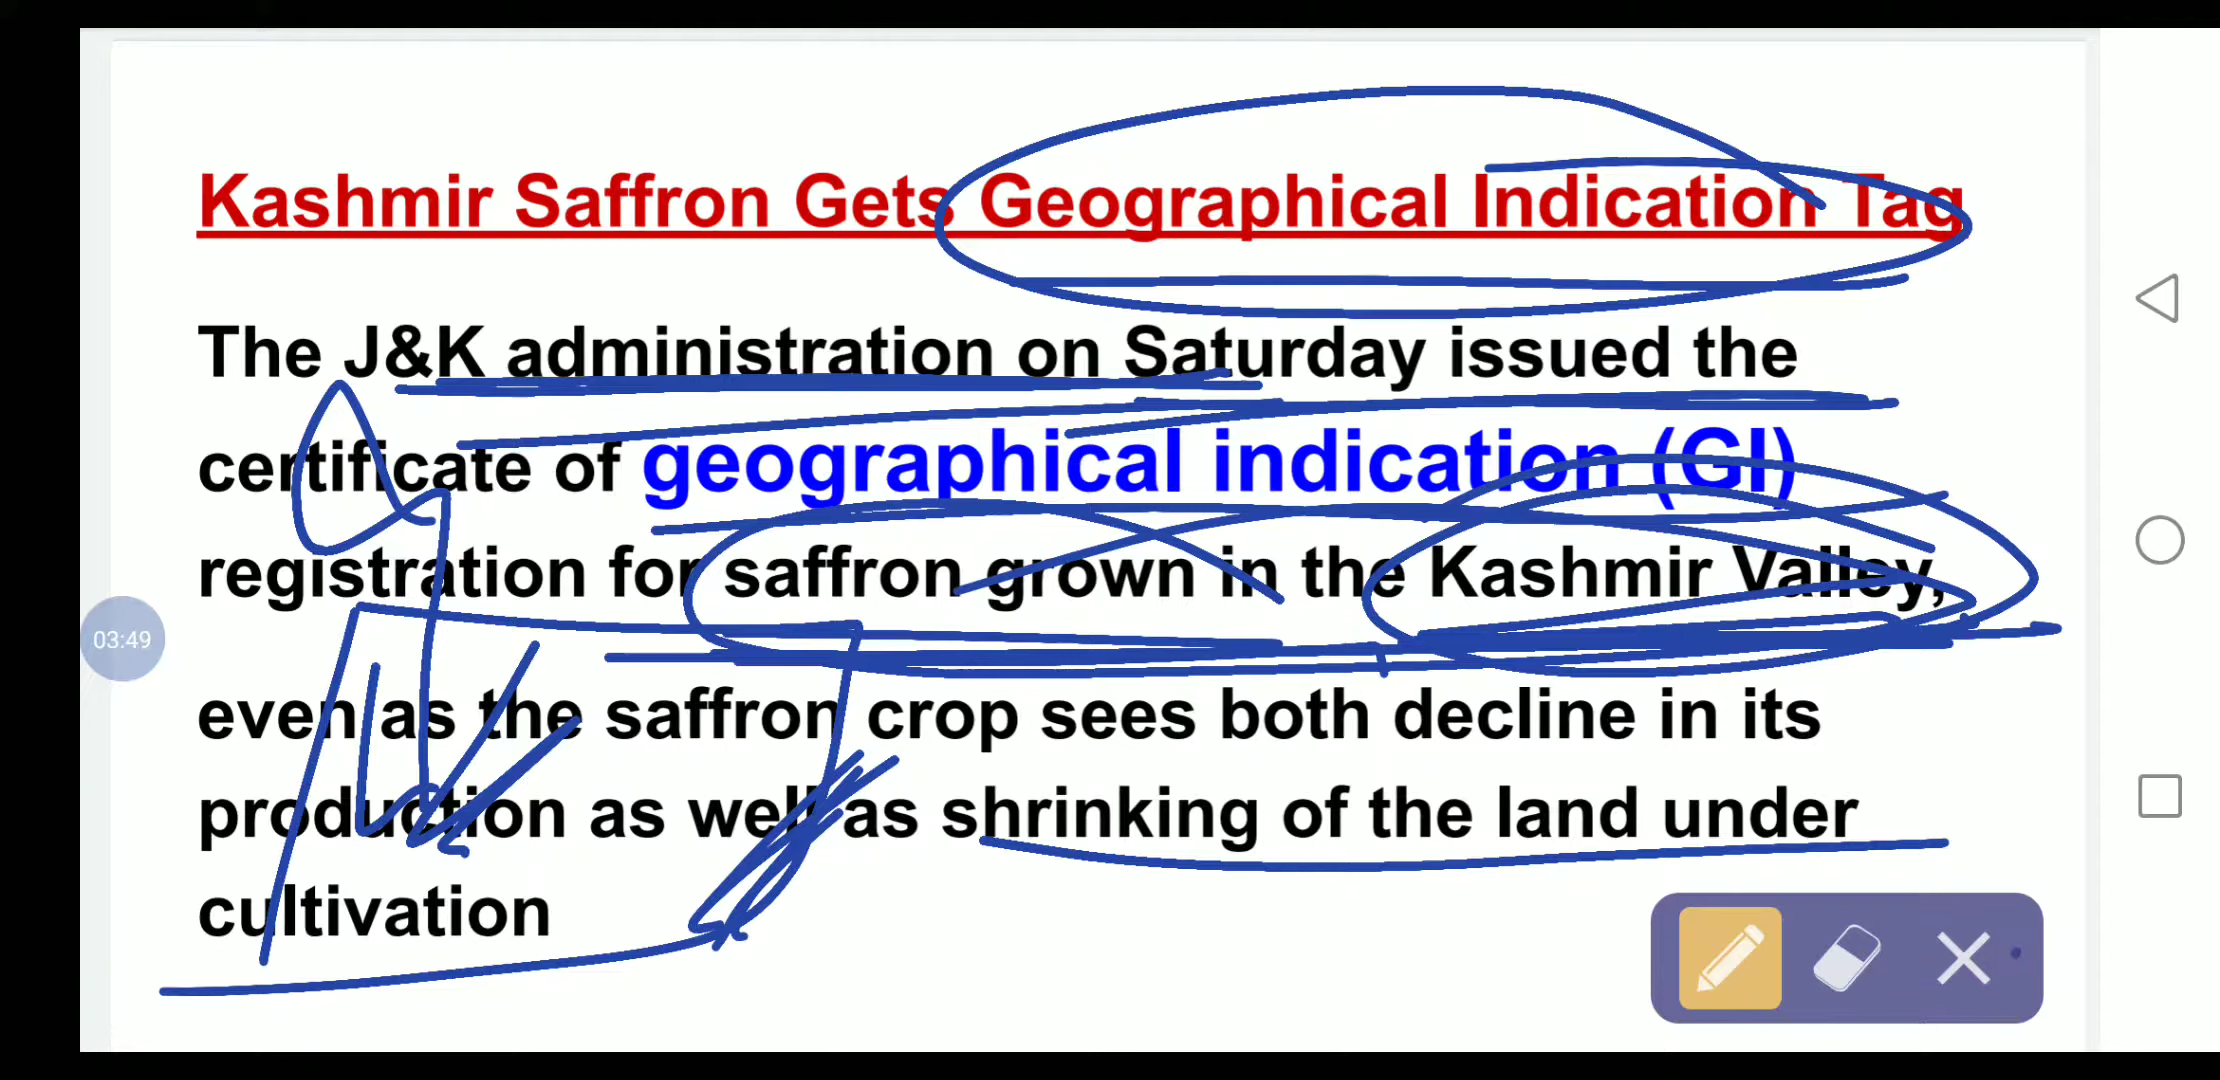 Kashmir Saffron Gets Geographical Indication Tag
The J&K administration on Saturday issued the
certificate of geographical indication (GI)
registration for saffron grown in the Kashmir Valley,
even as the saffron crop sees both decline in its
production as well as shrinking of the land under
cultivation
03:49